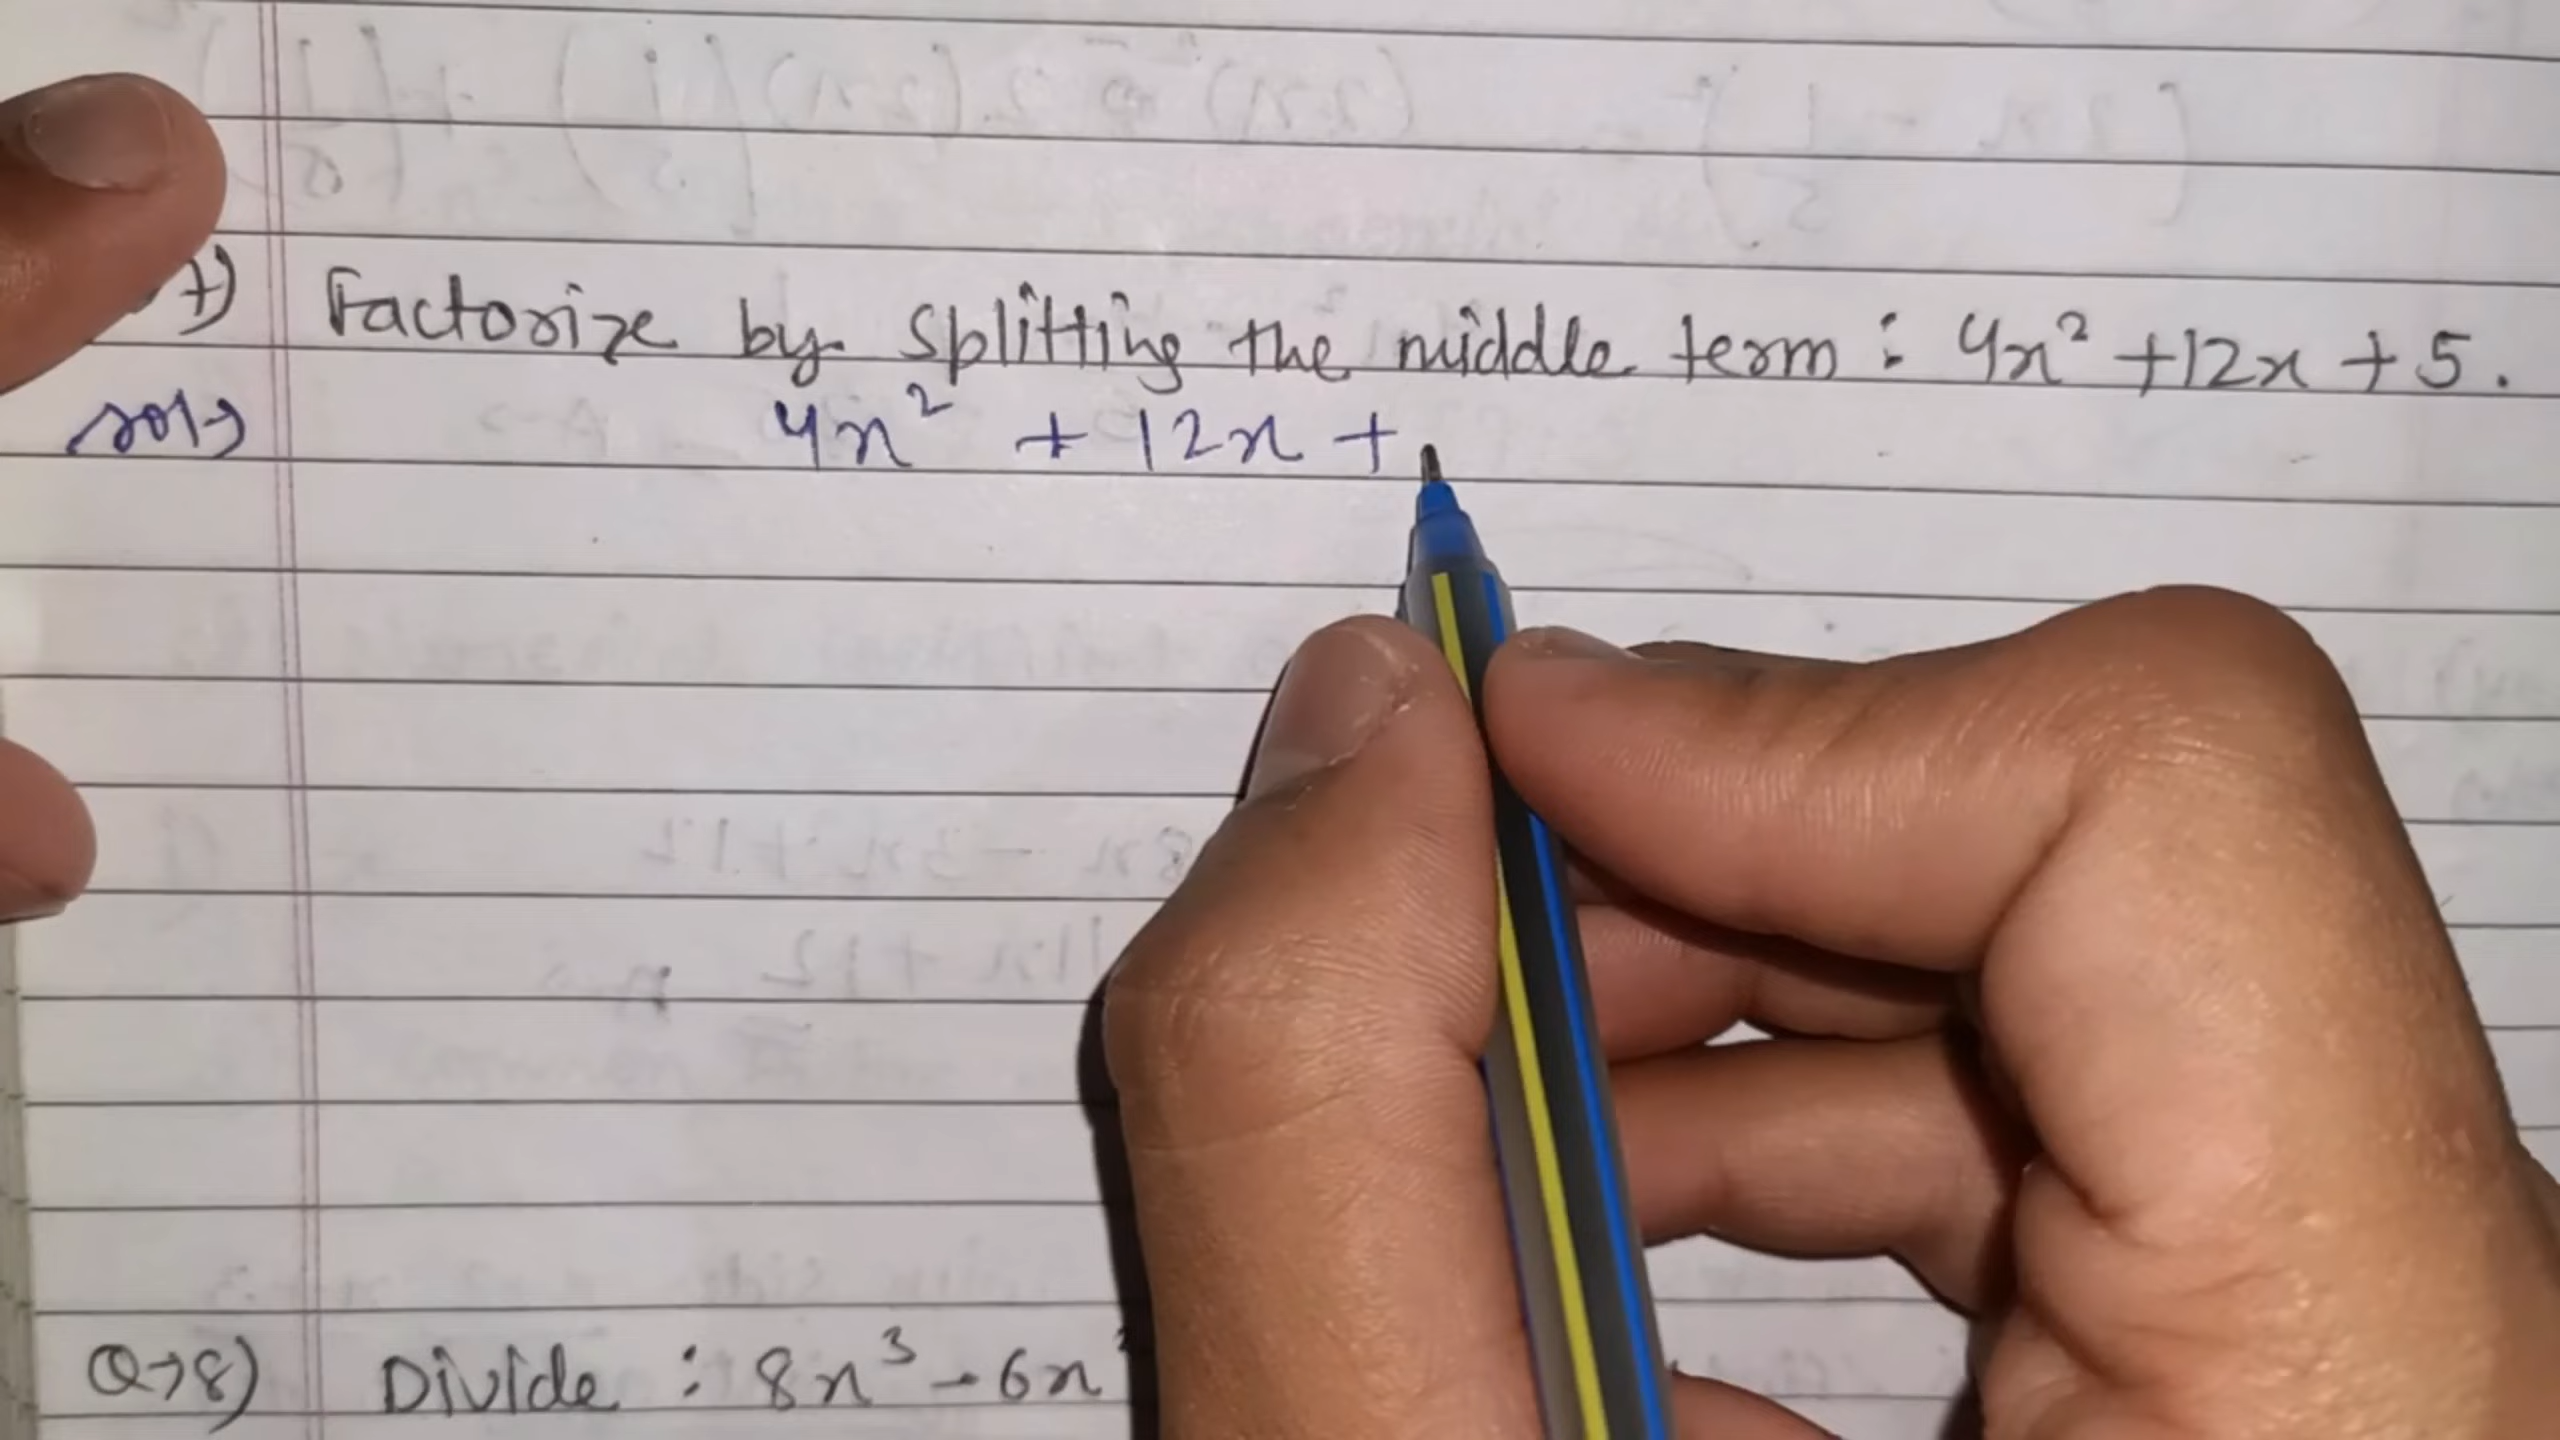 7) Factorize by splitting the middle term : 4x² + 12x + 5.
sol→ 4x² + 12x +
Q→8) Divide : 8x³ - 6x